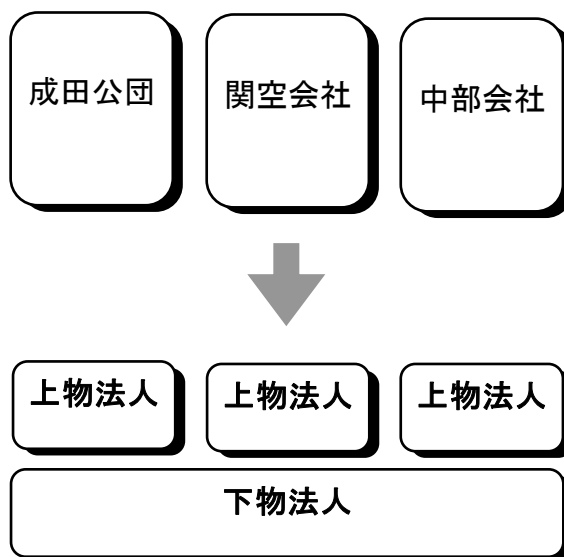 成田公団
関空会社
中部会社
上物法人
上物法人
上物法人
下物法人